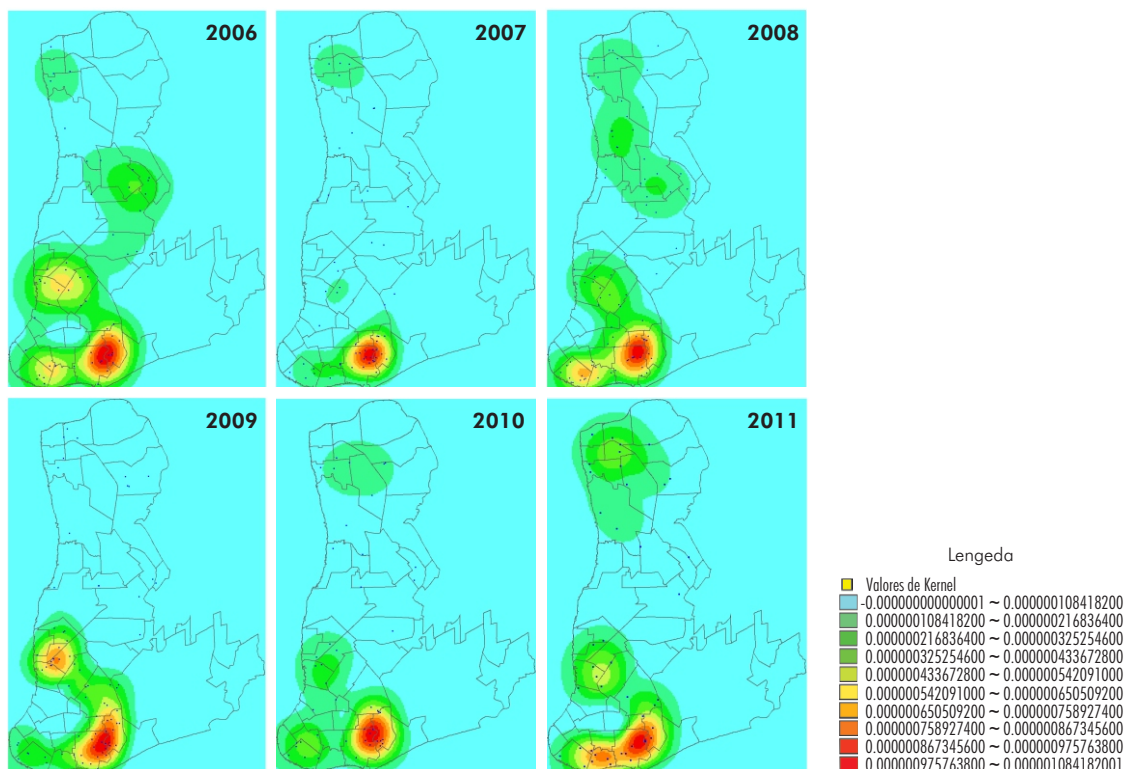 2006
2007
2008
2009
2010
2011
Lengeda
Valores de Kernel
-0.000000000000001 ~ 0.000000108418200
0.000000108418200 ~ 0.000000216836400
0.000000216836400 ~ 0.000000325254600
0.000000325254600 ~ 0.000000433672800
0.000000433672800 ~ 0.000000542091000
0.000000542091000 ~ 0.000000650509200
0.000000650509200 ~ 0.000000758927400
0.000000758927400 ~ 0.000000867345600
0.000000867345600 ~ 0.000000975763800
0.000000975763800 ~ 0.000001084182001